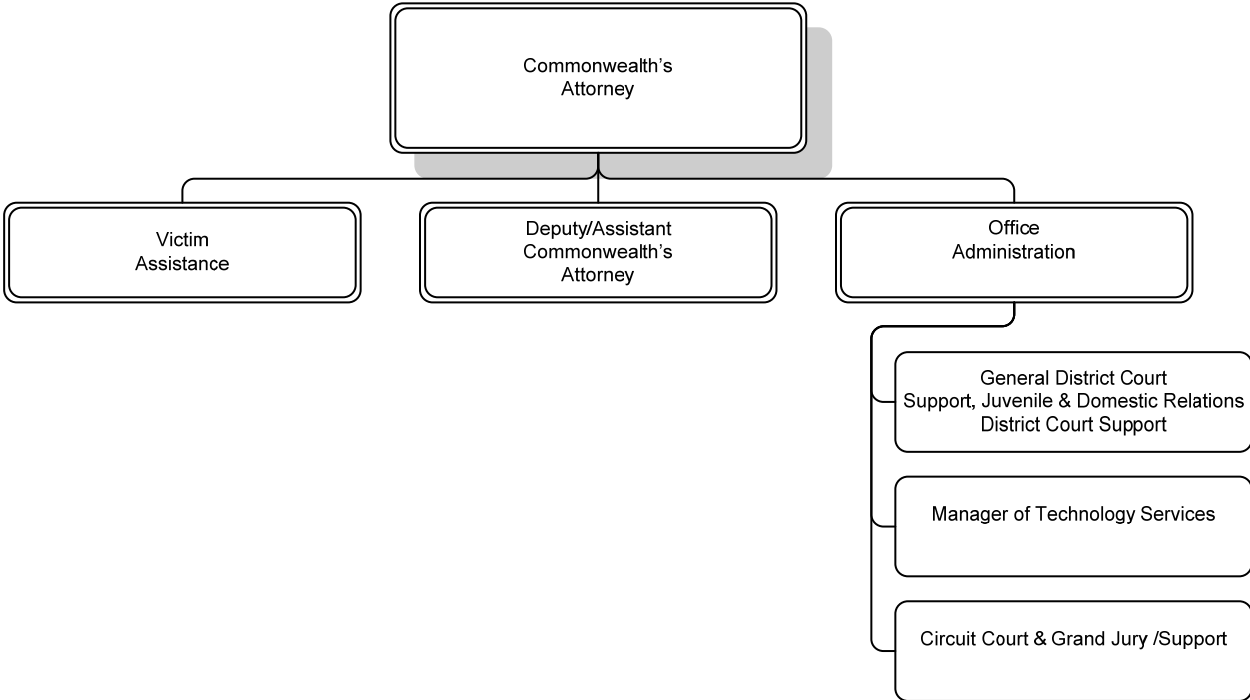 Commonwealth's
Attorney
Victim
Assistance
Deputy/Assistant
Commonwealth's
Attorney
Office
Administration
General District Court
Support, Juvenile & Domestic Relations
District Court Support
Manager of Technology Services
Circuit Court & Grand Jury /Support